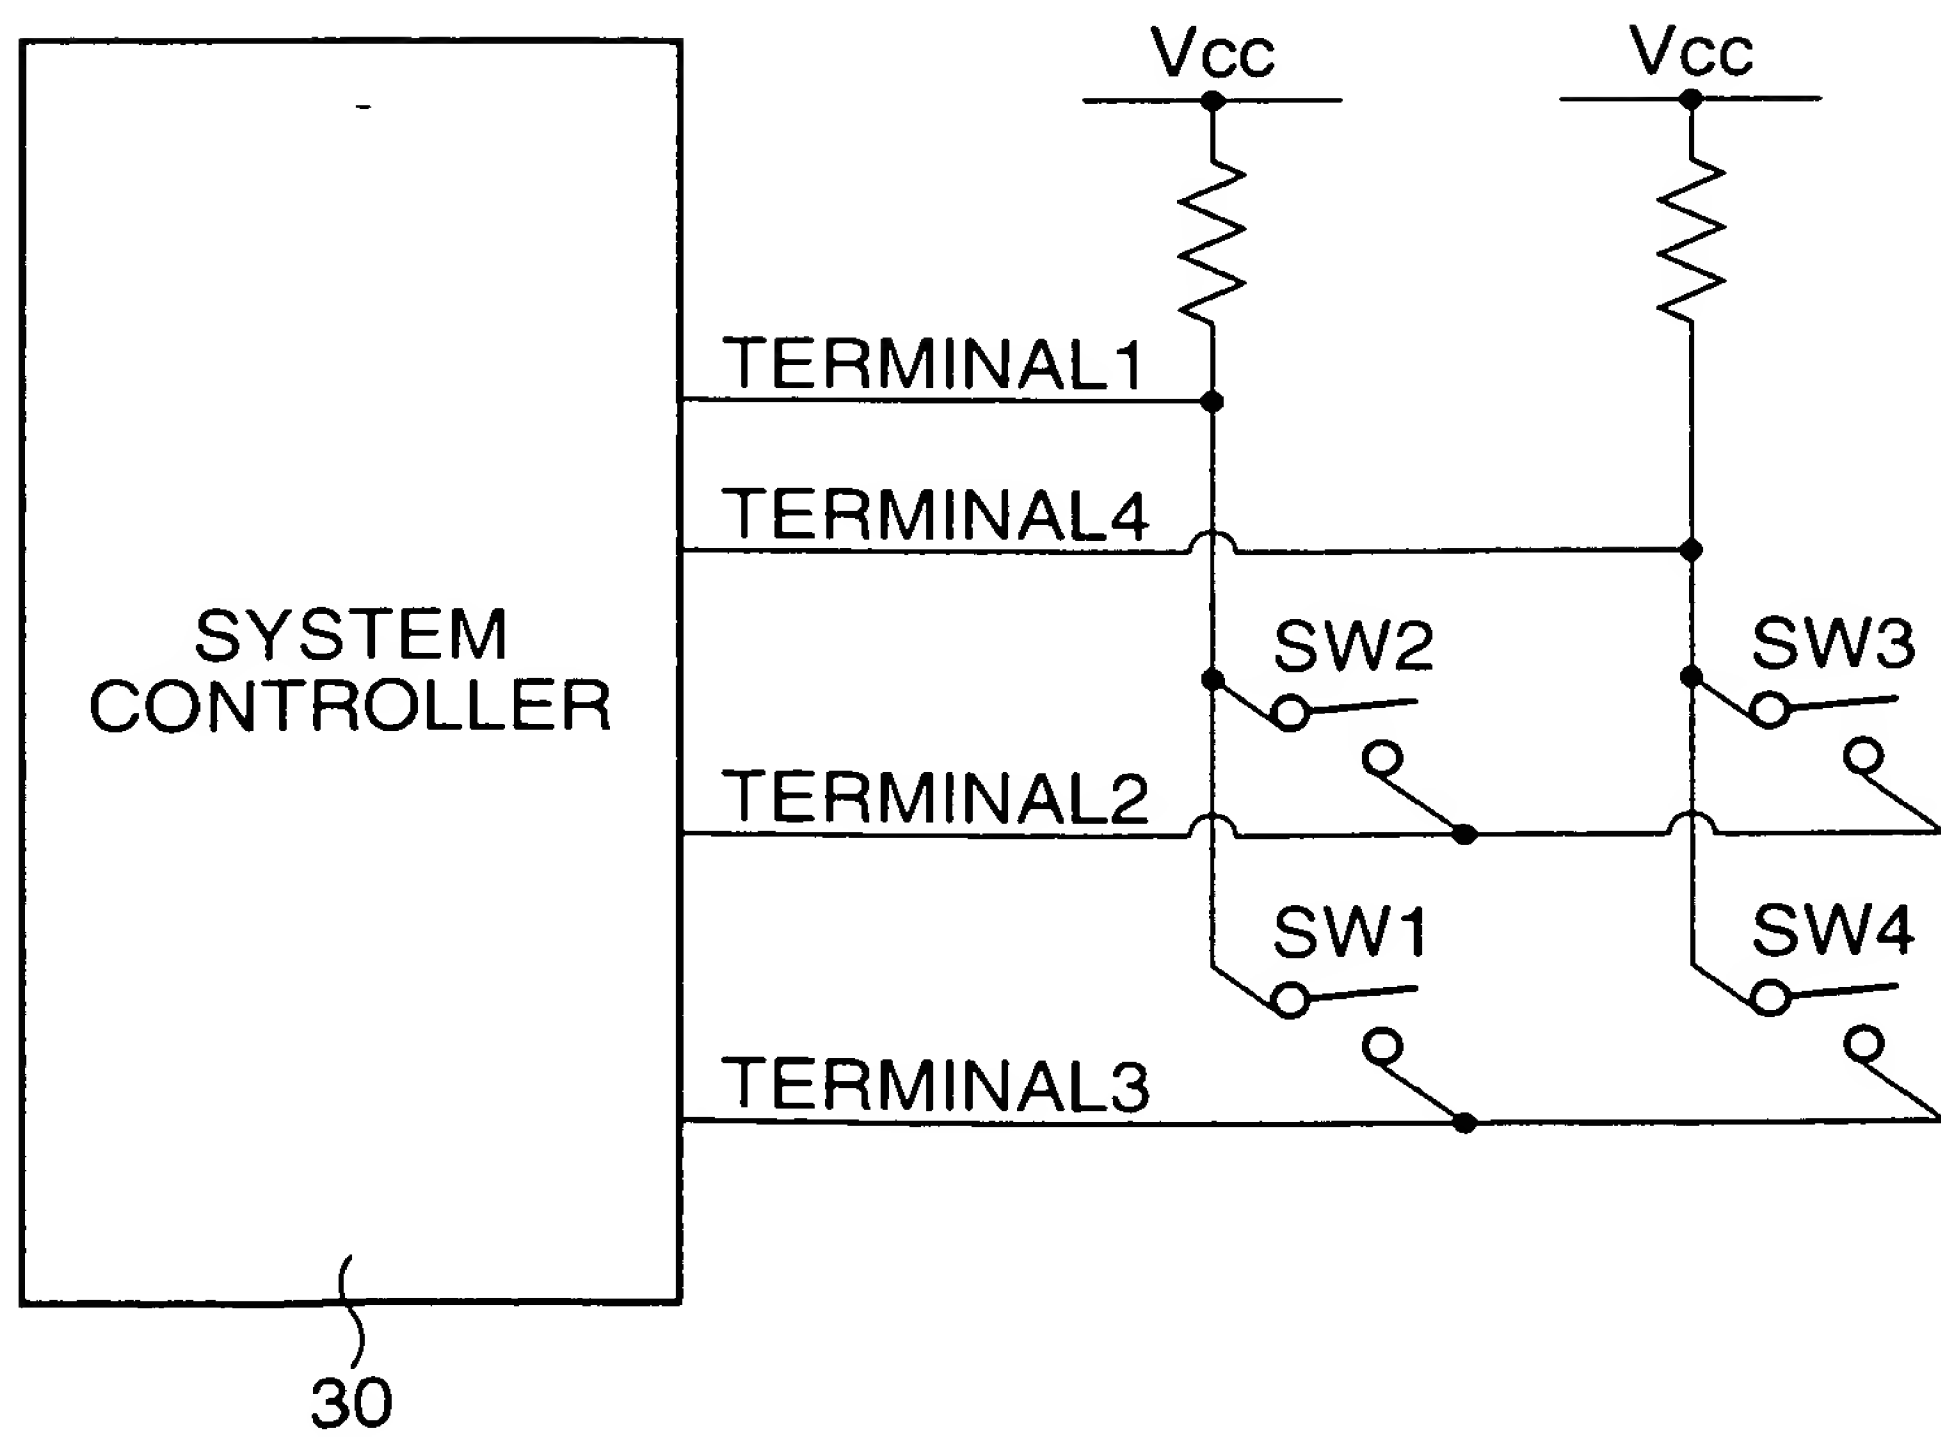 Vcc
Vcc
TERMINAL1
TERMINAL4
SYSTEM
CONTROLLER
SW2
SW3
TERMINAL2
SW1
SW4
TERMINAL3
30